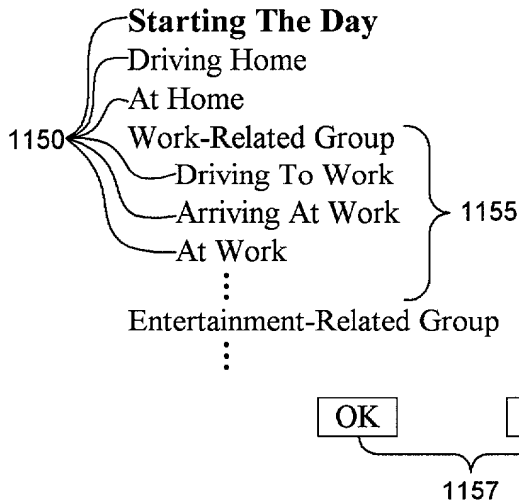 Starting The Day
Driving Home
1150 At Home
Work-Related Group
Driving To Work
Arriving At Work 1155
At Work
Entertainment-Related Group
OK
1157